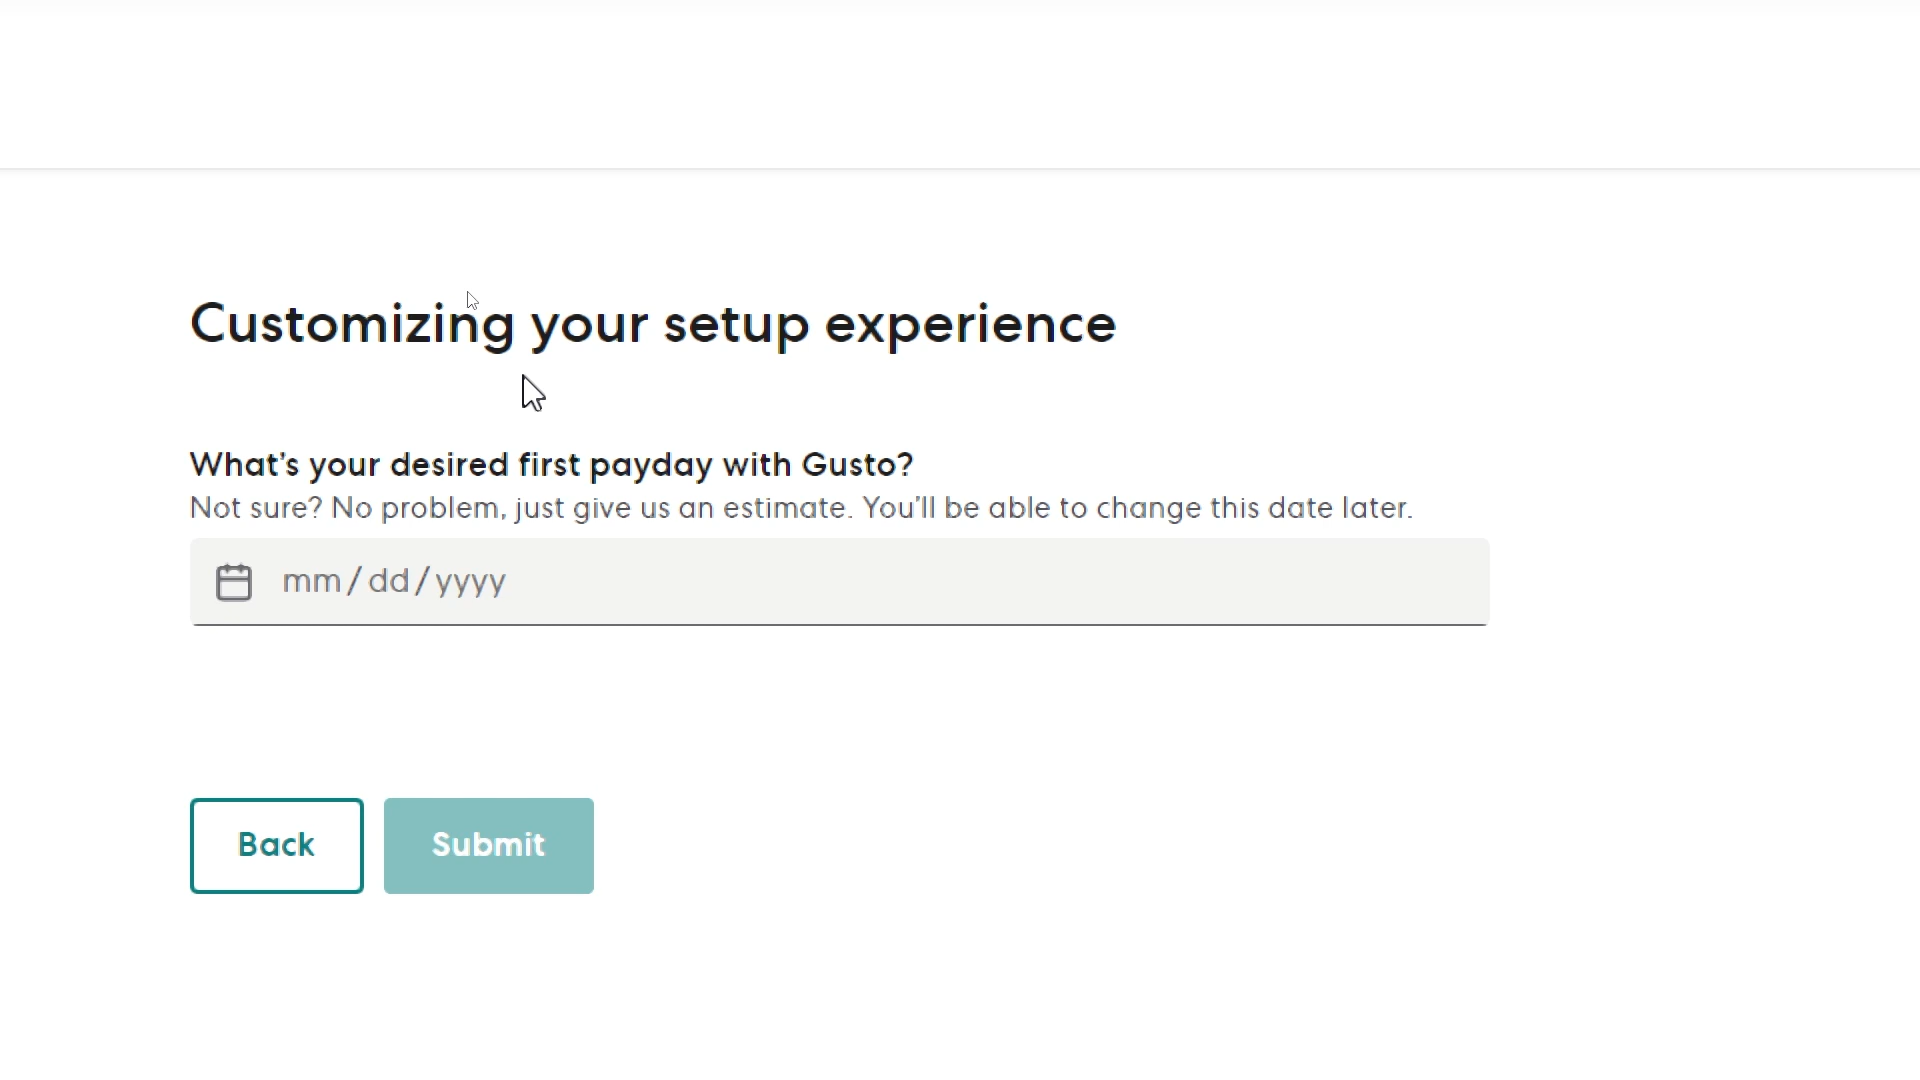 Customizing your setup experience
What's your desired first payday with Gusto?
Not sure? No problem, just give us an estimate. You'll be able to change this date later.
mm/dd/yyyy
Back
Submit